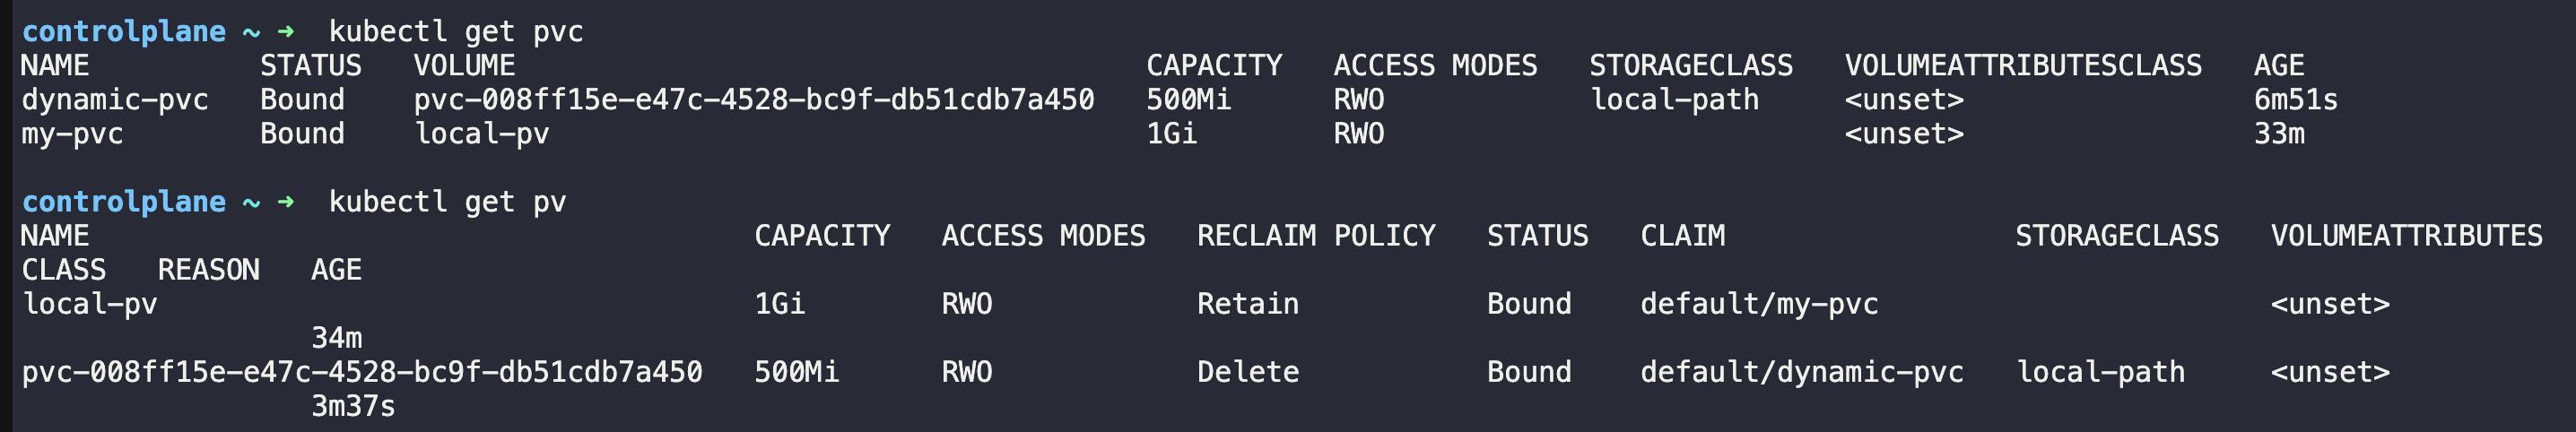 controlplane ~ ➜  kubectl get pvc
NAME          STATUS   VOLUME                                     CAPACITY   ACCESS MODES   STORAGECLASS   VOLUMEATTRIBUTESCLASS   AGE
dynamic-pvc   Bound    pvc-008ff15e-e47c-4528-bc9f-db51cdb7a450   500Mi      RWO            local-path     <unset>                 6m51s
my-pvc        Bound    local-pv                                   1Gi        RWO                           <unset>                 33m
controlplane ~ ➜  kubectl get pv
NAME                                       CAPACITY   ACCESS MODES   RECLAIM POLICY   STATUS   CLAIM                 STORAGECLASS   VOLUMEATTRIBUTES
CLASS   REASON   AGE
local-pv                                   1Gi        RWO            Retain           Bound    default/my-pvc                       <unset>
                 34m
pvc-008ff15e-e47c-4528-bc9f-db51cdb7a450   500Mi      RWO            Delete           Bound    default/dynamic-pvc   local-path     <unset>
                 3m37s